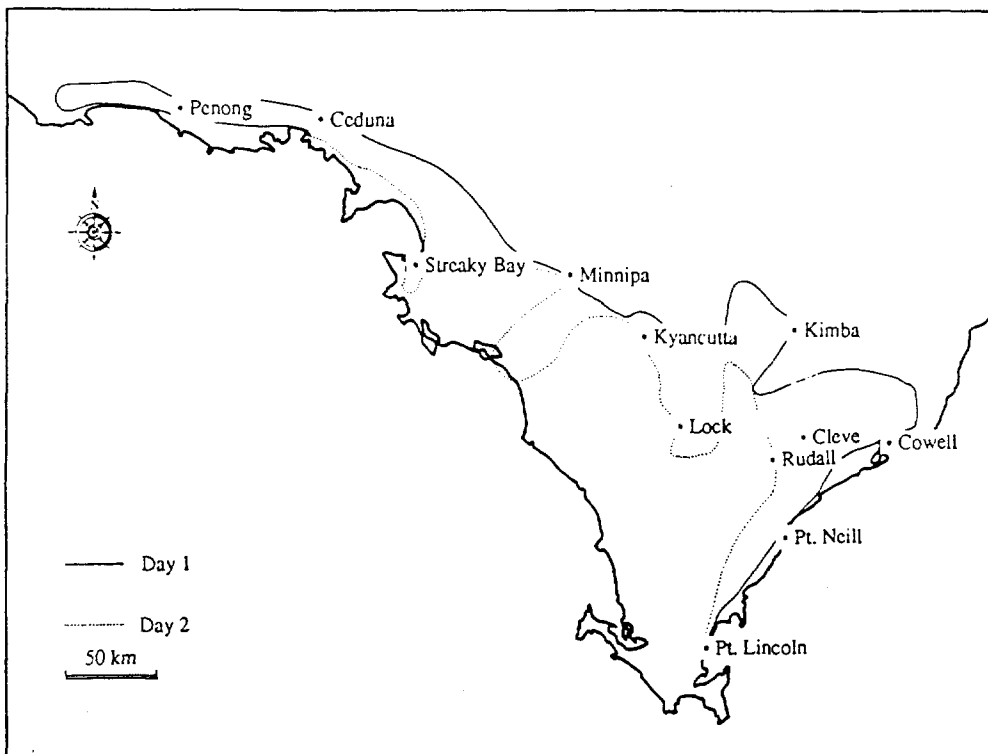 Penong
Ceduna
N
Streaky Bay
Minnipa
Kyancutta
Kimba
Lock
Cleve
Cowell
Rudall
Pt. Neill
Day 1
Day 2
50 km
Pt. Lincoln